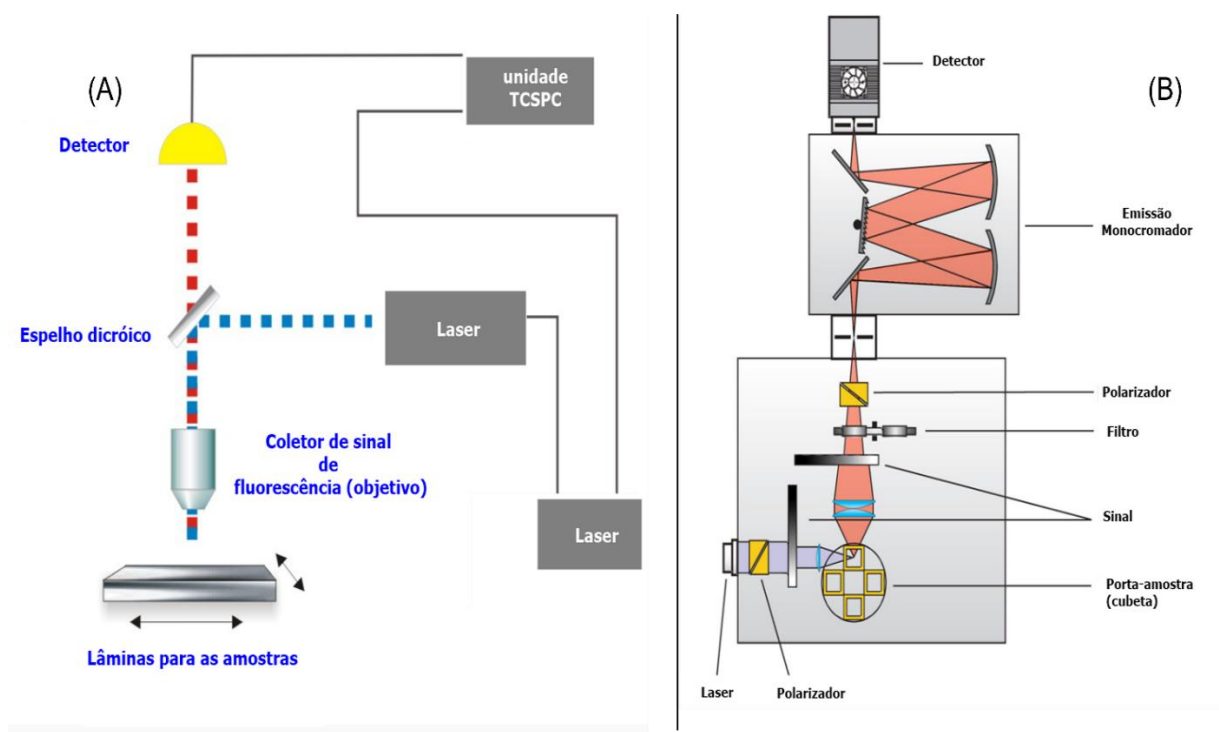 (A)
unidade
TCSPC
Detector
Espelho dicróico
Laser
Coletor de sinal
de
fluorescência (objetivo)
Laser
Lâminas para as amostras
(B)
Detector
Emissão
Monocromador
Polarizador
Filtro
Sinal
Porta-amostra
(cubeta)
Laser
Polarizador